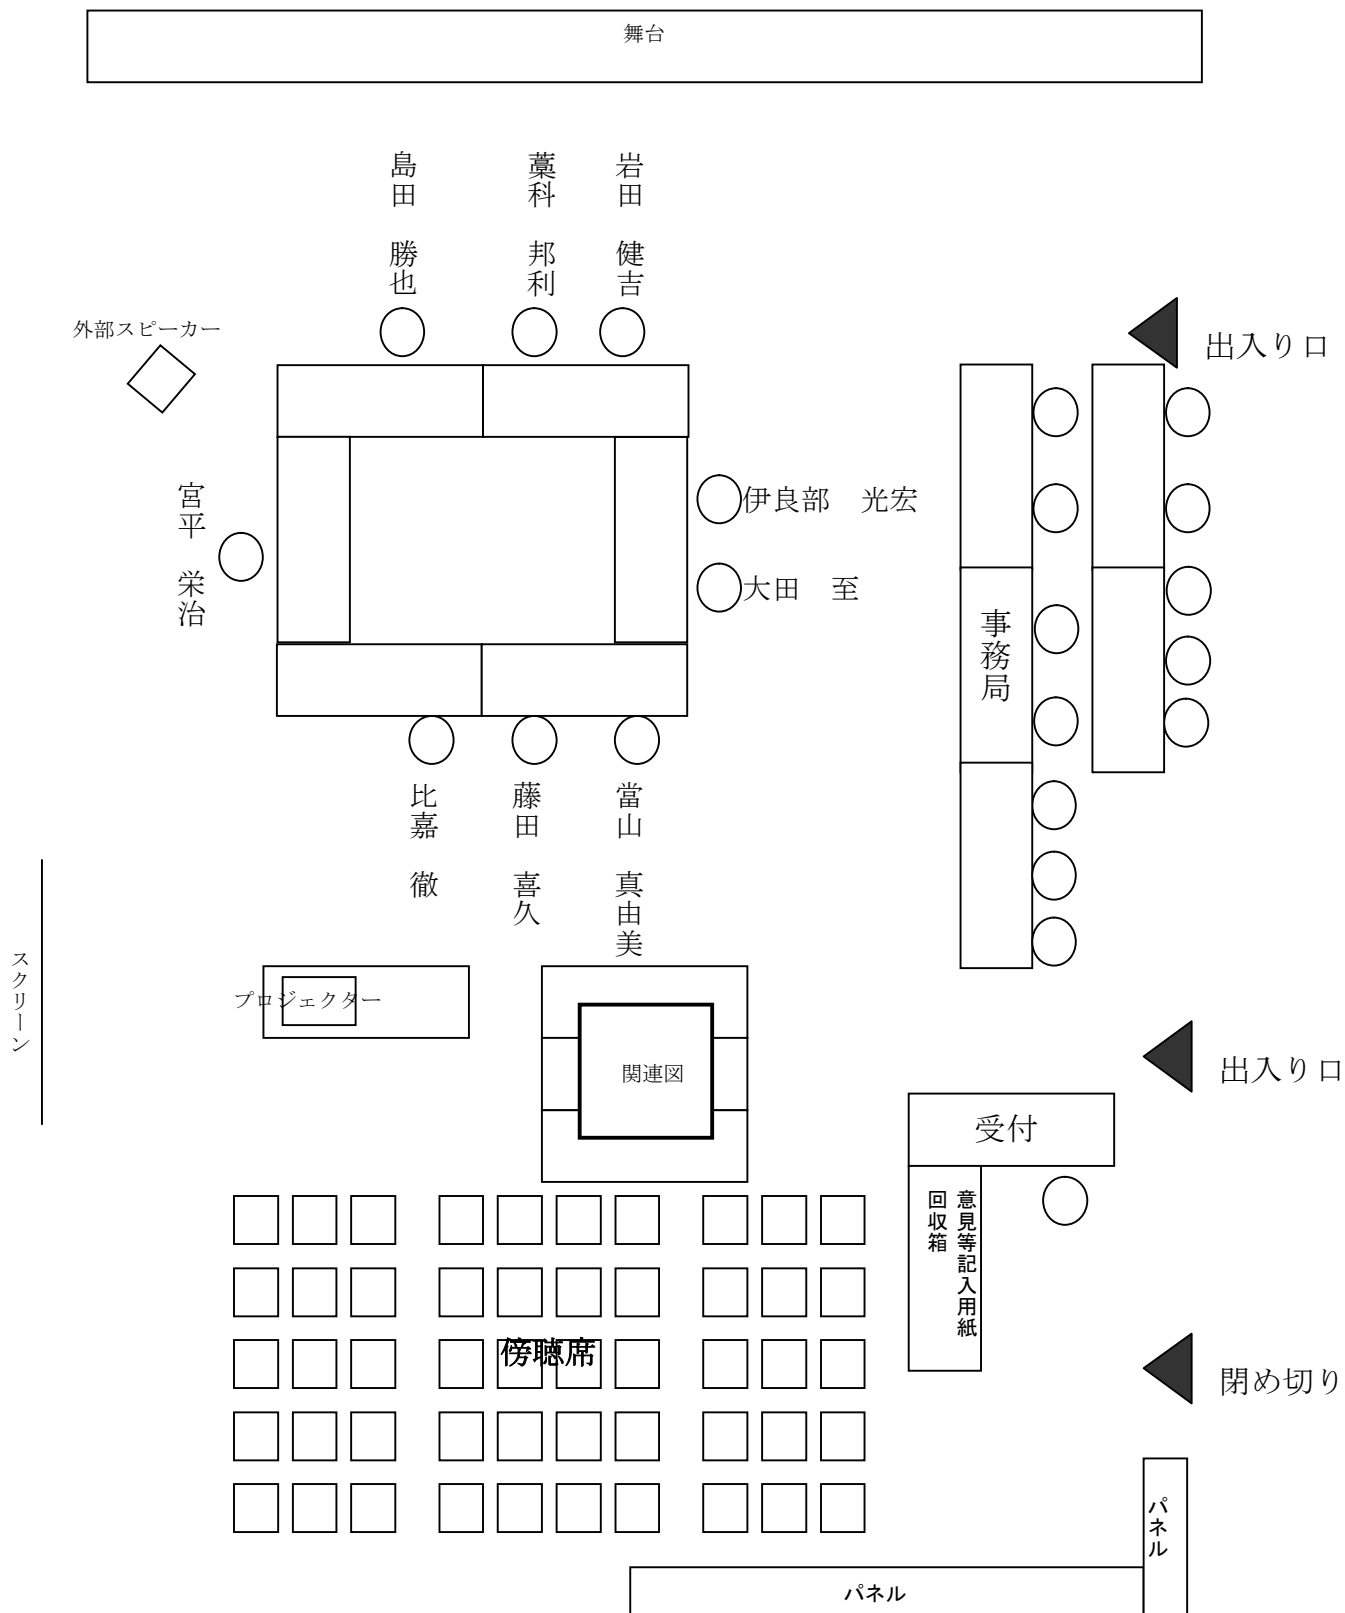 舞台
島田　勝也
藁科　邦利
岩田　健吉
外部スピーカー
出入り口
宮平　栄治
伊良部　光宏
大田　至
事務局
比嘉　徹
藤田　喜久
當山　真由美
スクリーン
プロジェクター
関連図
出入り口
受付
意見等記入用紙
回収箱
傍聴席
閉め切り
パネル
パネル